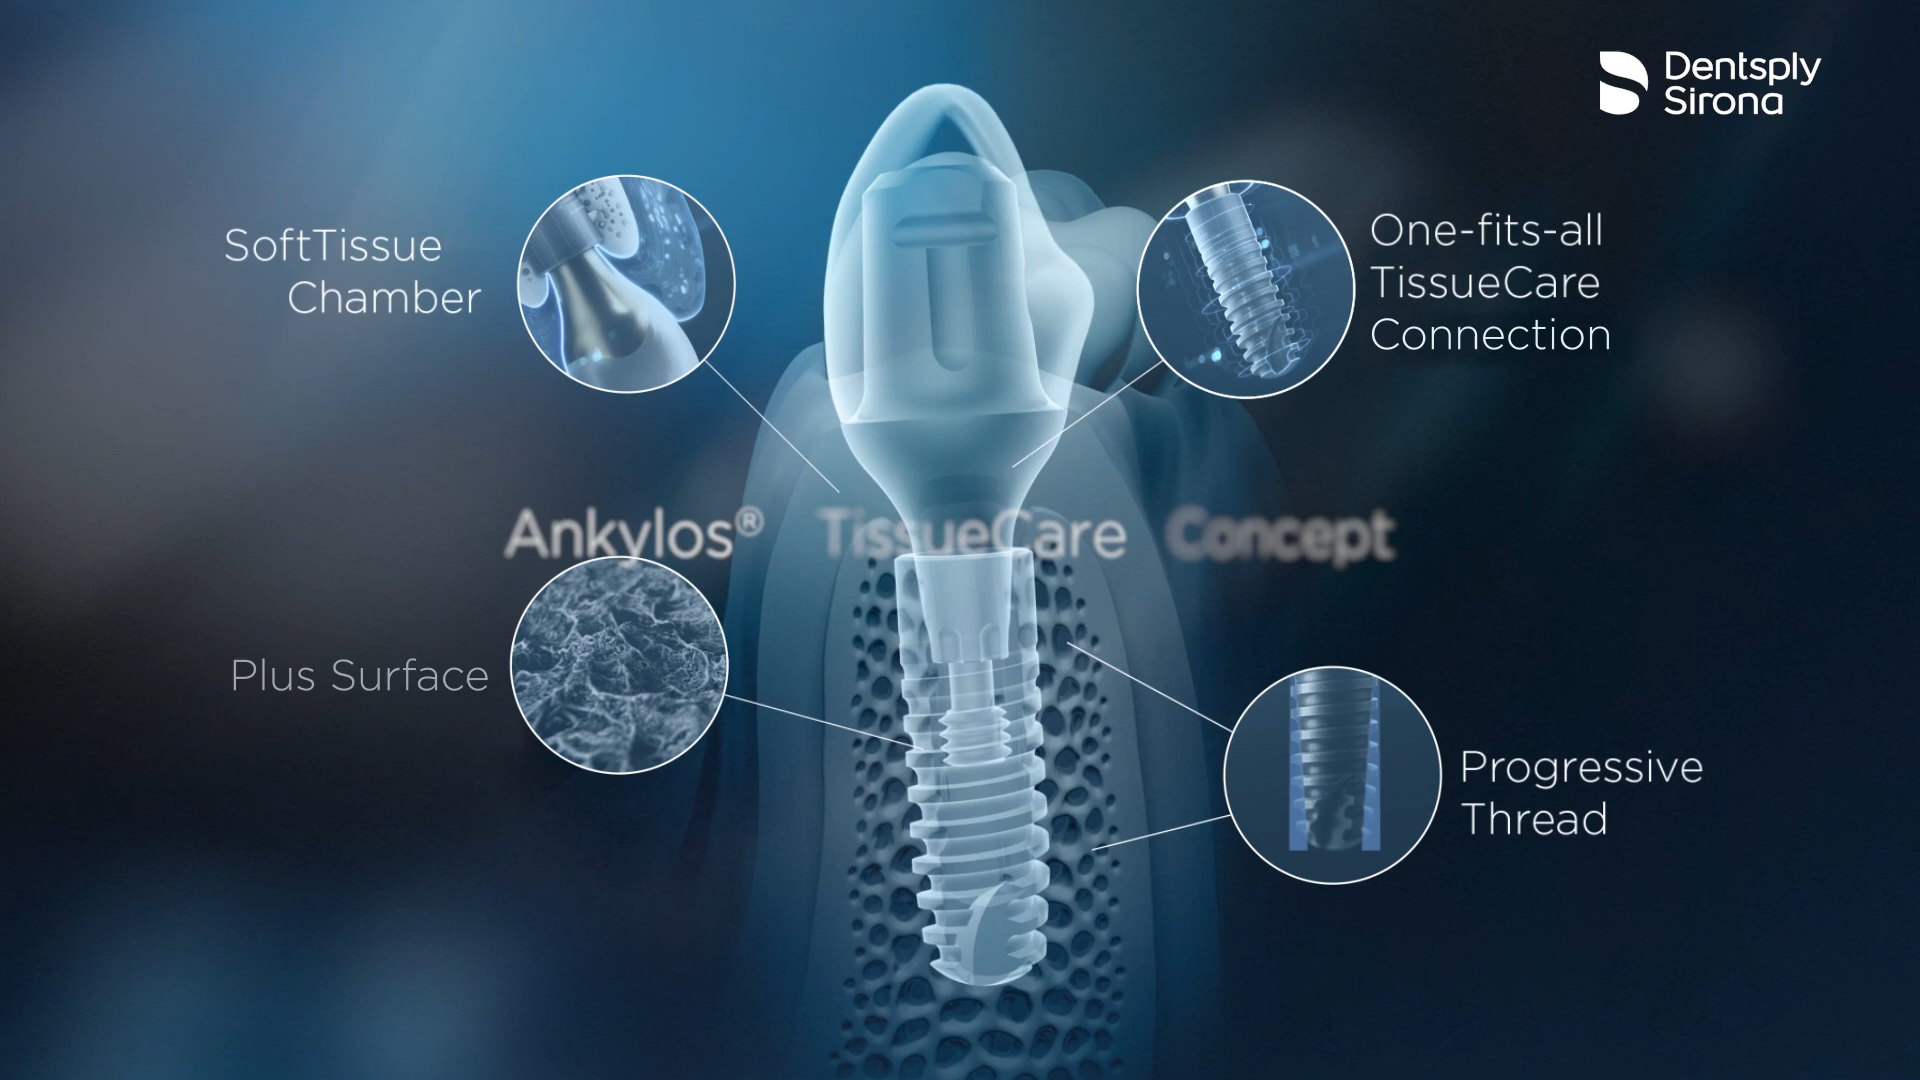 Dentsply
Sirona
SoftTissue
Chamber
One-fits-all
TissueCare
Connection
Ankylos® TissueCare Concept
Plus Surface
Progressive
Thread